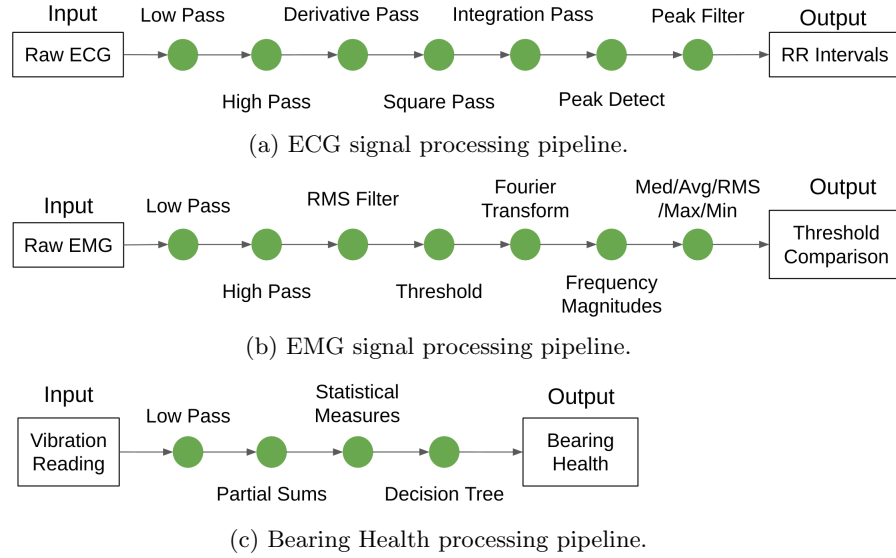 Input
Low Pass
Derivative Pass
Integration Pass
Peak Filter
Output
Raw ECG
RR Intervals
High Pass
Square Pass
Peak Detect
(a) ECG signal processing pipeline.
Input
Low Pass
RMS Filter
Fourier
Transform
Med/Avg/RMS
/Max/Min
Output
Raw EMG
Threshold
Comparison
High Pass
Threshold
Frequency
Magnitudes
(b) EMG signal processing pipeline.
Input
Low Pass
Statistical
Measures
Output
Vibration
Reading
Bearing
Health
Partial Sums
Decision Tree
(c) Bearing Health processing pipeline.